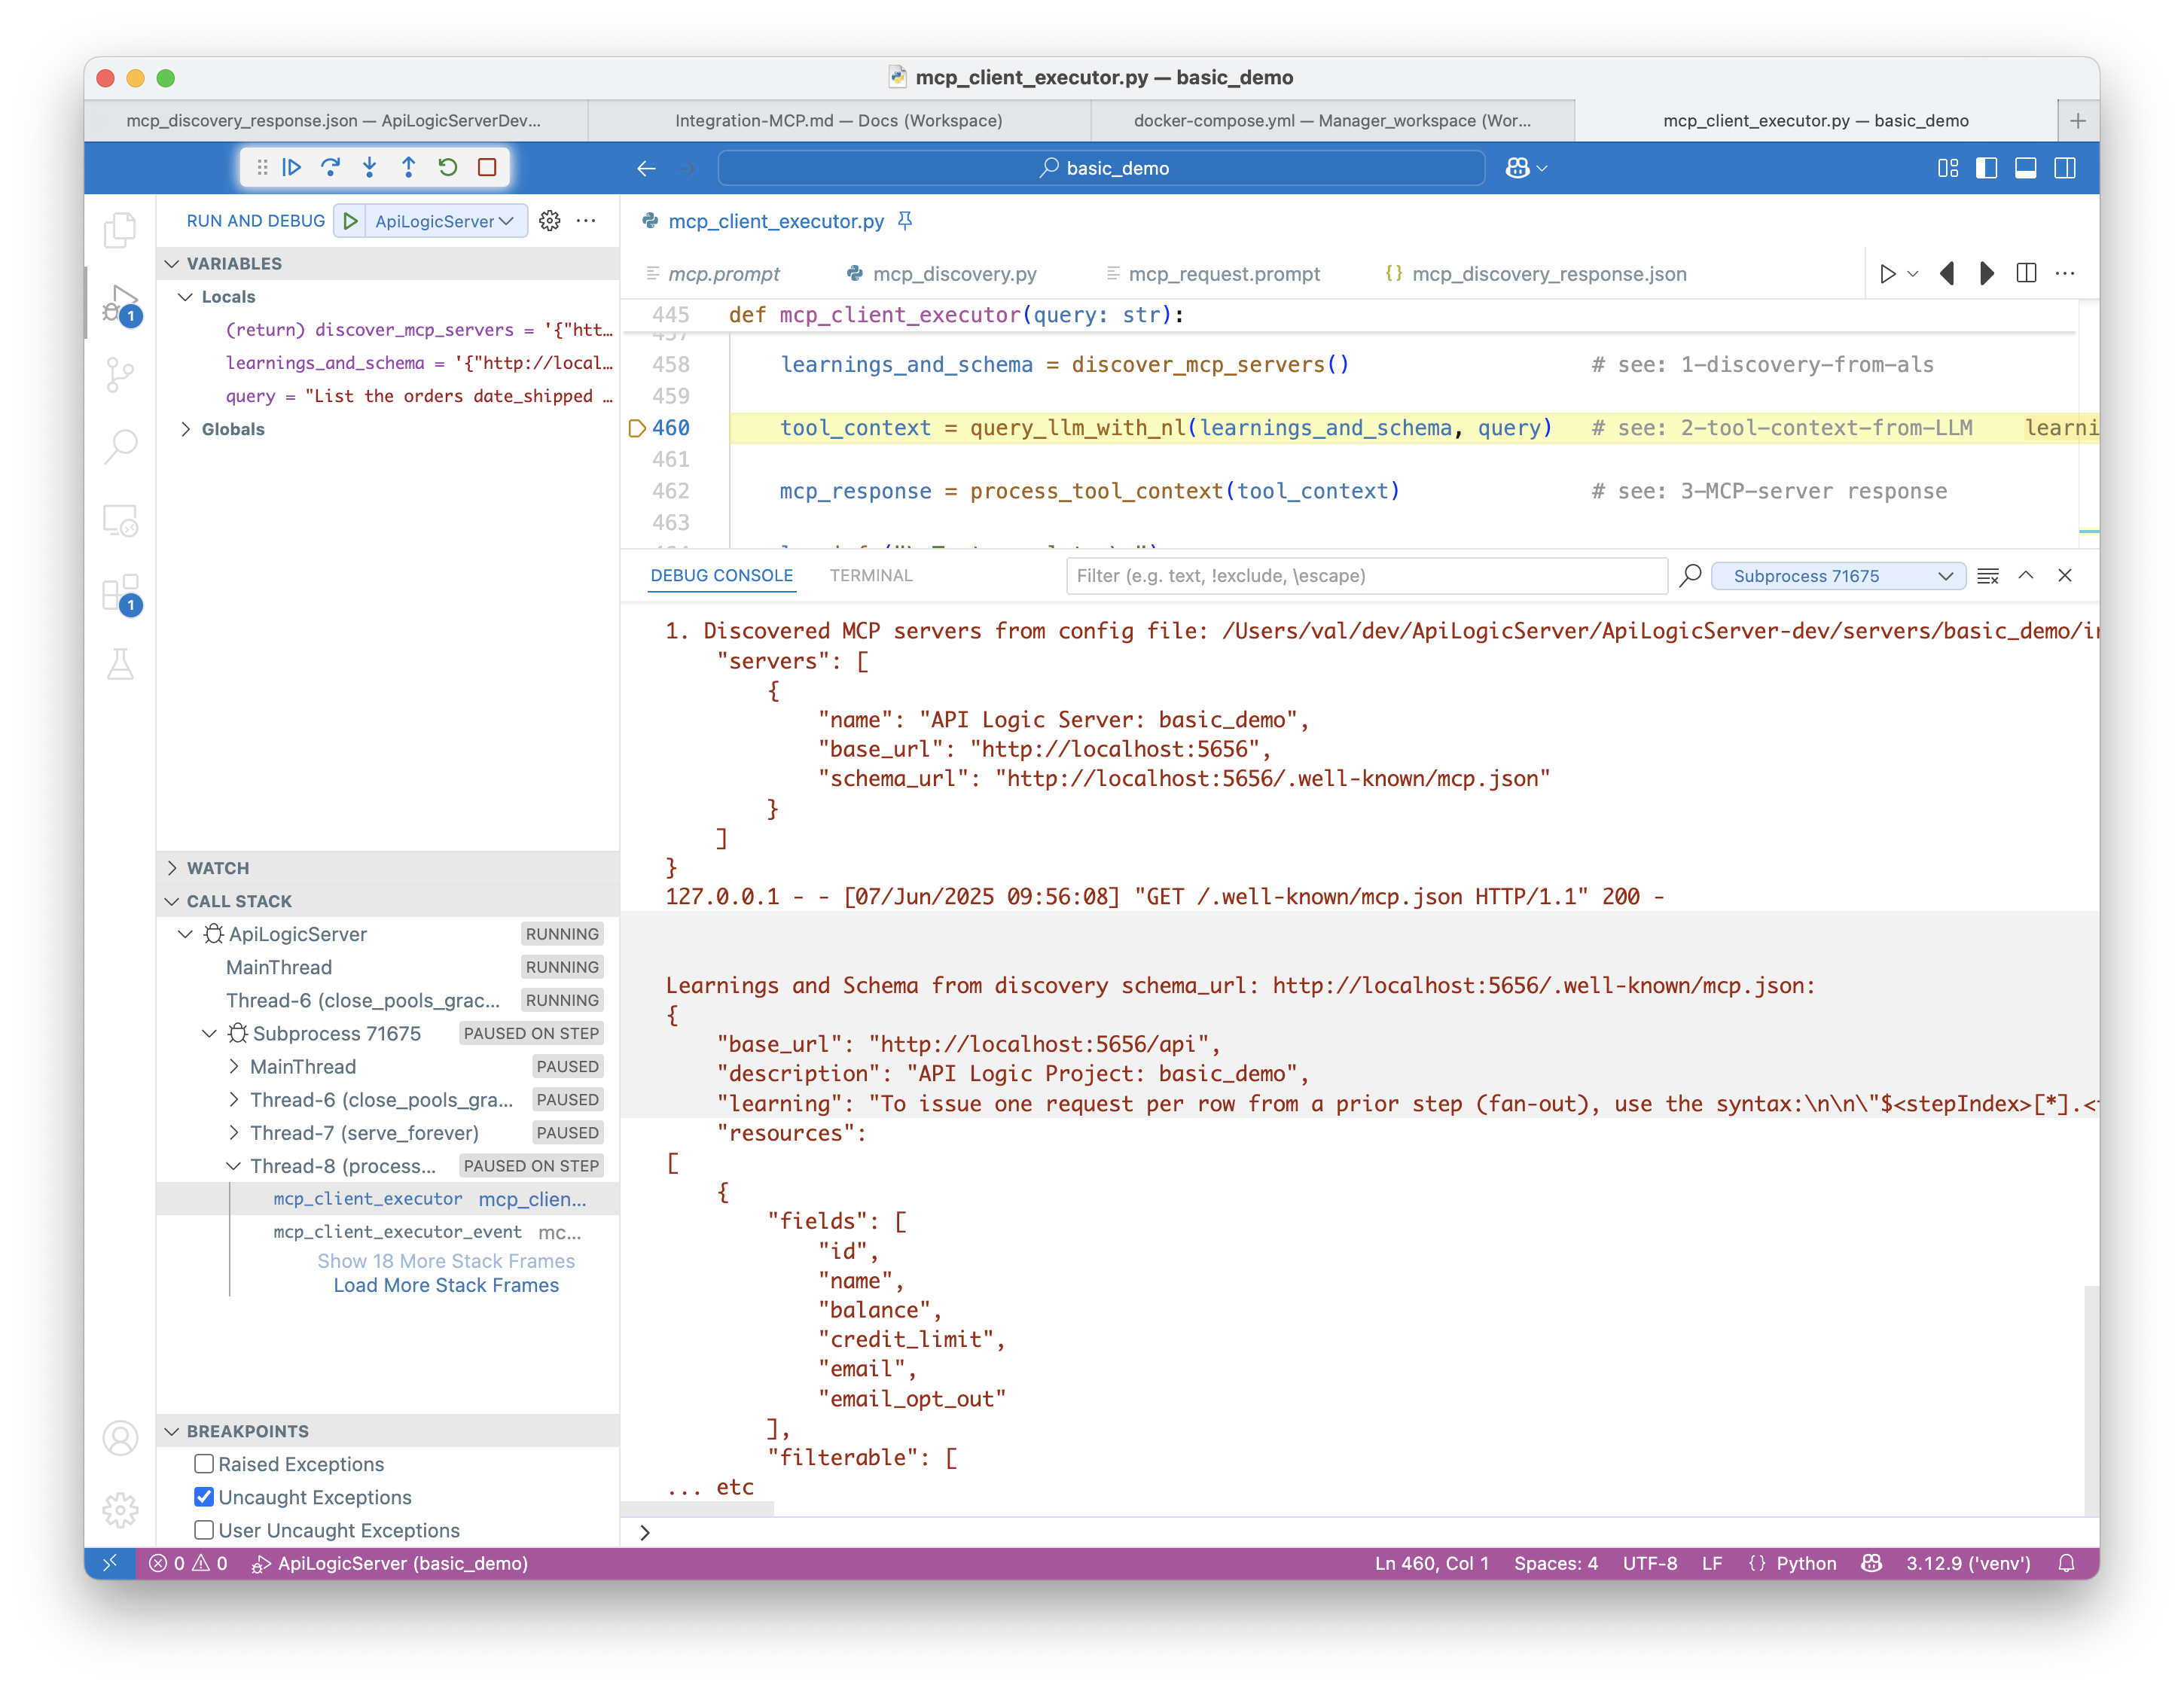 mcp_client_executor.py — basic_demo
mcp_discovery_response.json — ApiLogicServerDev...
Integration-MCP.md — Docs (Workspace)
docker-compose.yml — Manager_workspace (Wor...
mcp_client_executor.py — basic_demo
basic_demo
RUN AND DEBUG
ApiLogicServer
VARIABLES
Locals
(return) discover_mcp_servers = '{"htt...
learnings_and_schema = '{"http://local...
query = "List the orders date_shipped ...
Globals
1
1
WATCH
CALL STACK
ApiLogicServer RUNNING
MainThread RUNNING
Thread-6 (close_pools_grac... RUNNING
Subprocess 71675 PAUSED ON STEP
MainThread PAUSED
Thread-6 (close_pools_gra... PAUSED
Thread-7 (serve_forever) PAUSED
Thread-8 (process... PAUSED ON STEP
mcp_client_executor mcp_clien...
mcp_client_executor_event mc...
Show 18 More Stack Frames
Load More Stack Frames
BREAKPOINTS
Raised Exceptions
Uncaught Exceptions
User Uncaught Exceptions
mcp_client_executor.py
mcp.prompt
mcp_discovery.py
mcp_request.prompt
mcp_discovery_response.json
445 def mcp_client_executor(query: str):
457
458 learnings_and_schema = discover_mcp_servers() # see: 1-discovery-from-als
459
460 tool_context = query_llm_with_nl(learnings_and_schema, query) # see: 2-tool-context-from-LLM learni
461
462 mcp_response = process_tool_context(tool_context) # see: 3-MCP-server response
463
DEBUG CONSOLE
TERMINAL
Filter (e.g. text, !exclude, \escape)
Subprocess 71675
1. Discovered MCP servers from config file: /Users/val/dev/ApiLogicServer/ApiLogicServer-dev/servers/basic_demo/i
"servers": [
{
"name": "API Logic Server: basic_demo",
"base_url": "http://localhost:5656",
"schema_url": "http://localhost:5656/.well-known/mcp.json"
}
]
}
127.0.0.1 - - [07/Jun/2025 09:56:08] "GET /.well-known/mcp.json HTTP/1.1" 200 -
Learnings and Schema from discovery schema_url: http://localhost:5656/.well-known/mcp.json:
{
"base_url": "http://localhost:5656/api",
"description": "API Logic Project: basic_demo",
"learning": "To issue one request per row from a prior step (fan-out), use the syntax:\n\n\"$<stepIndex>[*].<
"resources":
[
{
"fields": [
"id",
"name",
"balance",
"credit_limit",
"email",
"email_opt_out"
],
"filterable": [
... etc
>
0 0 ApiLogicServer (basic_demo)
Ln 460, Col 1 Spaces: 4 UTF-8 LF {} Python 3.12.9 ('venv')